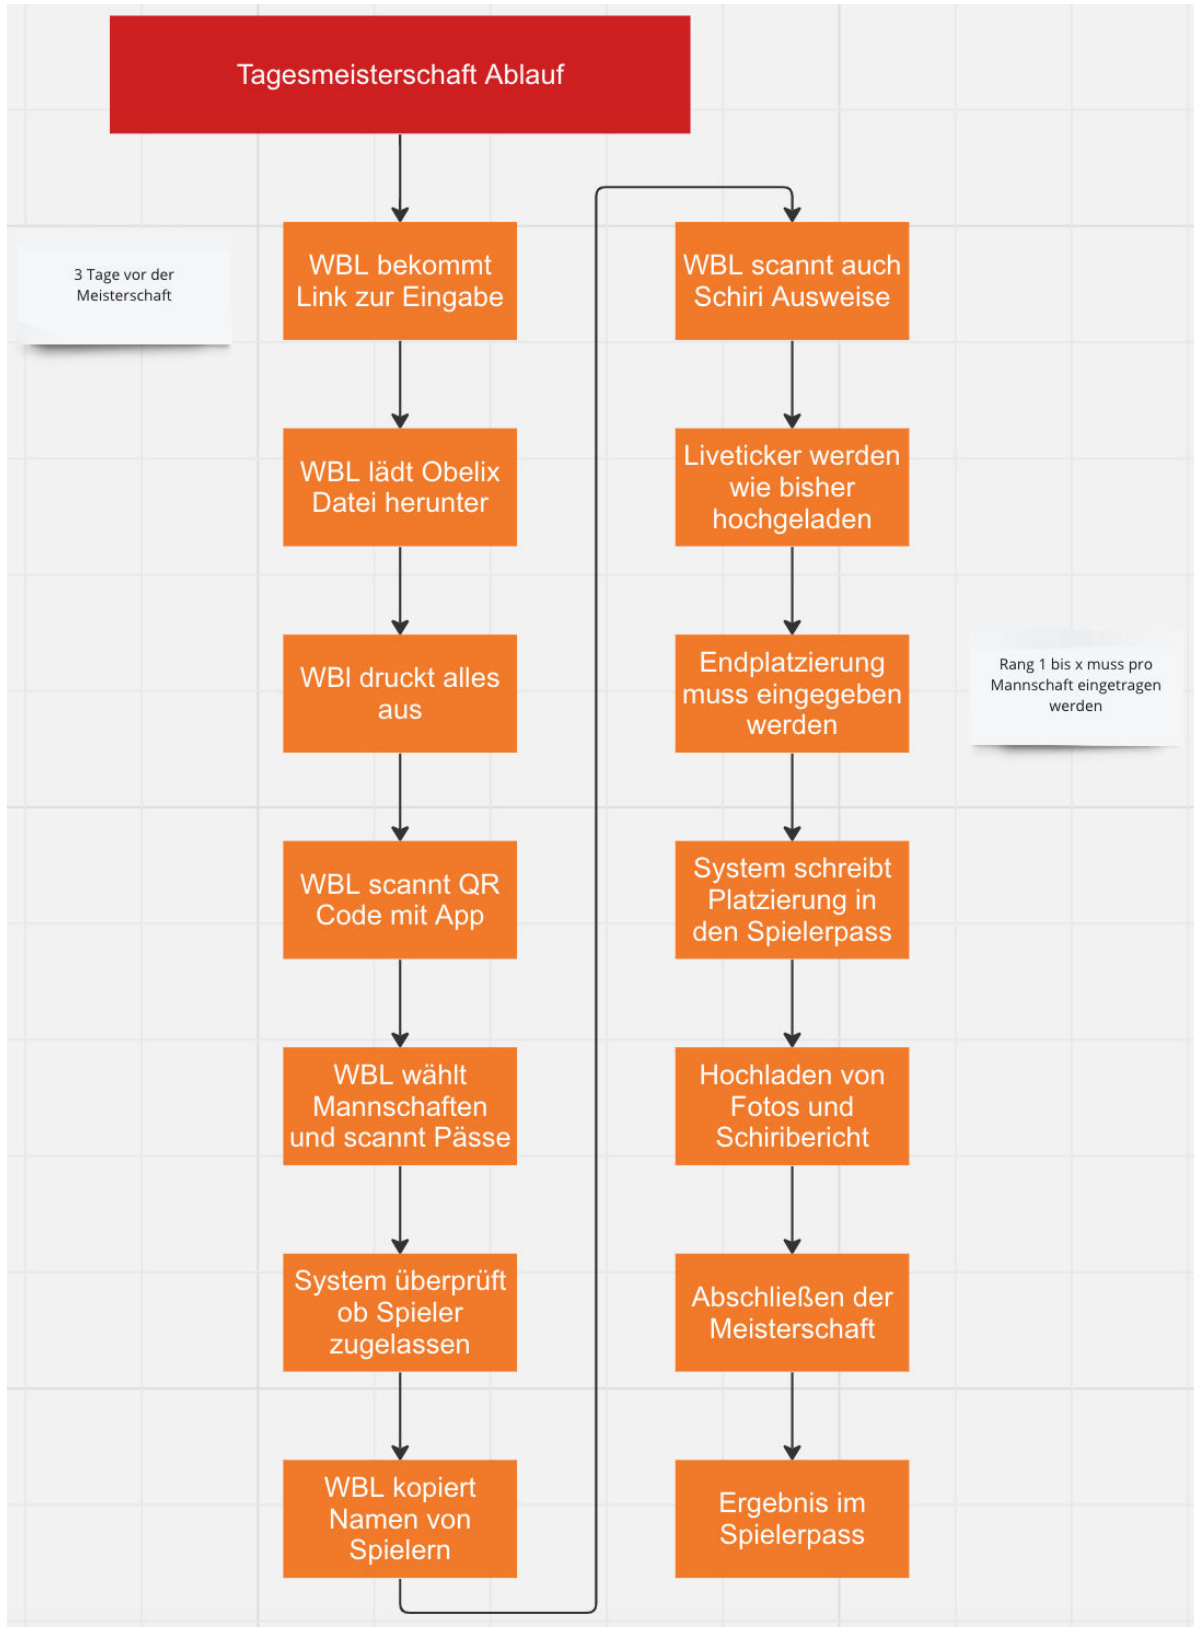 Tagesmeisterschaft Ablauf
3 Tage vor der
Meisterschaft
WBL bekommt
Link zur Eingabe
WBL lädt Obelix
Datei herunter
WBI druckt alles
aus
WBL scannt QR
Code mit App
WBL wählt
Mannschaften
und scannt Pässe
System überprüft
ob Spieler
zugelassen
WBL kopiert
Namen von
Spielern
WBL scannt auch
Schiri Ausweise
Liveticker werden
wie bisher
hochgeladen
Endplatzierung
muss eingegeben
werden
Rang 1 bis x muss pro
Mannschaft eingetragen
werden
System schreibt
Platzierung in
den Spielerpass
Hochladen von
Fotos und
Schiribericht
Abschließen der
Meisterschaft
Ergebnis im
Spielerpass